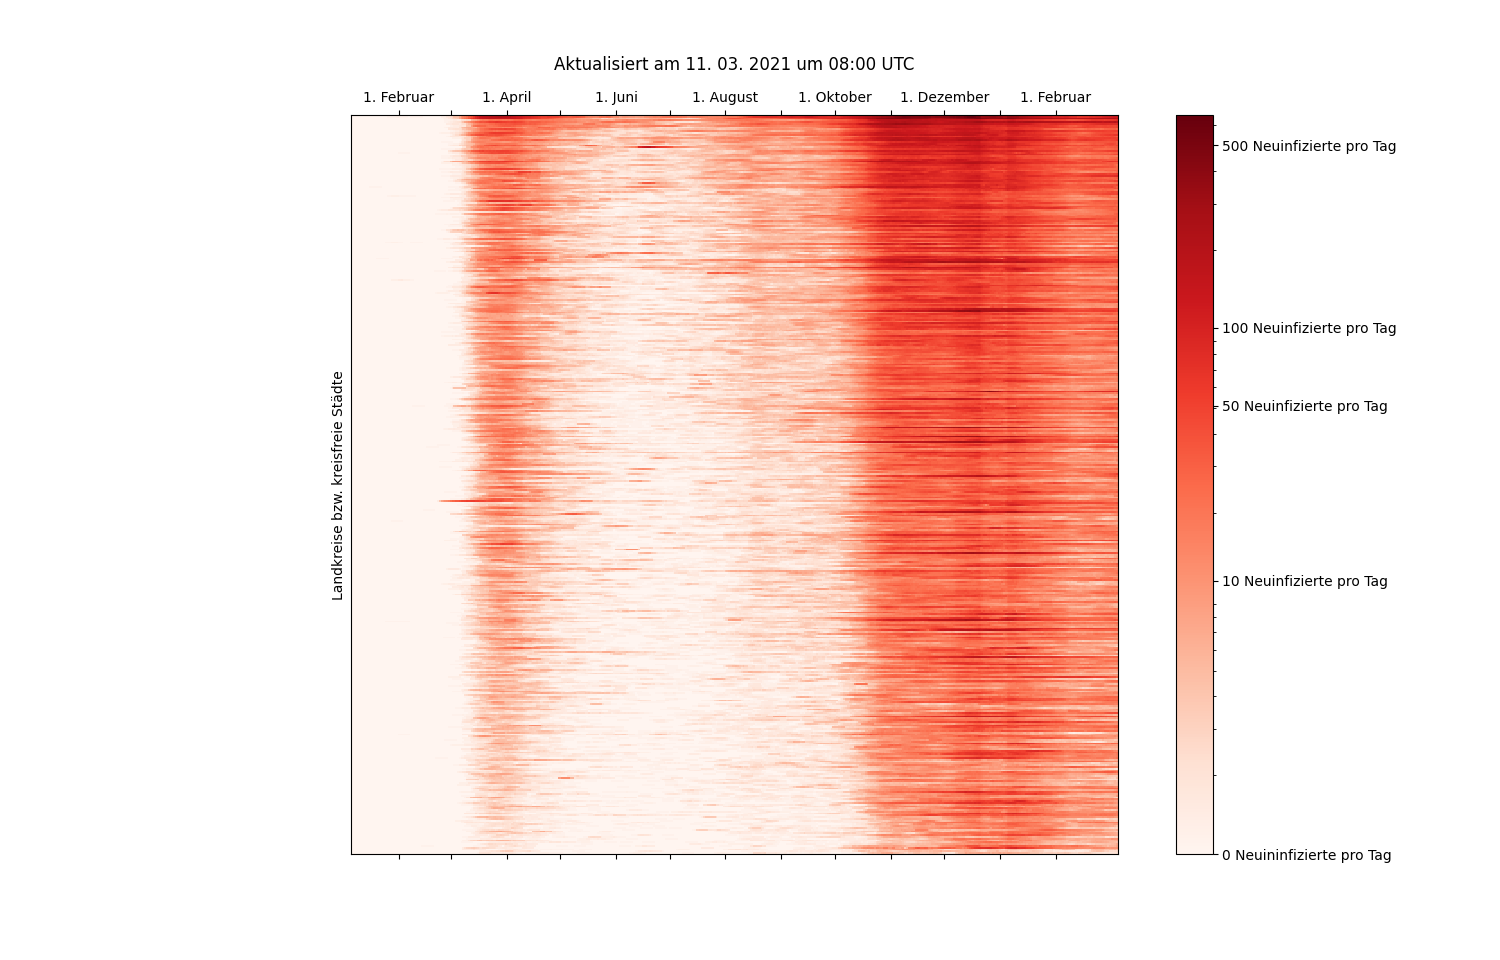 Aktualisiert am 11. 03. 2021 um 08:00 UTC
1. Februar
1. April
1. Juni
1. August
1. Oktober
1. Dezember
1. Februar
Landkreise bzw. kreisfreie Städte
500 Neuinfizierte pro Tag
100 Neuinfizierte pro Tag
50 Neuinfizierte pro Tag
10 Neuinfizierte pro Tag
0 Neuininfizierte pro Tag